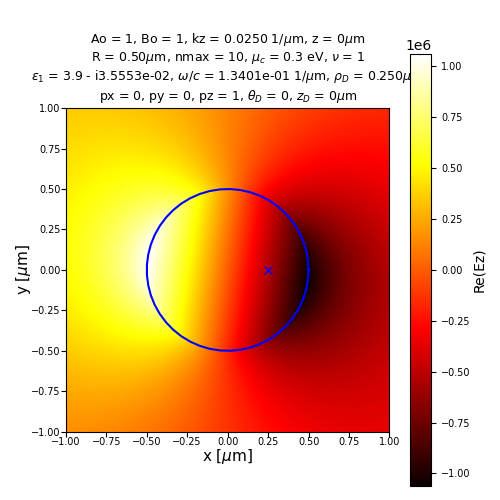 Ao = 1, Bo = 1, kz = 0.0250 1/μm, z = 0μm
R = 0.50μm, nmax = 10, μ_c = 0.3 eV, ν = 1
ε_1 = 3.9 - i3.5553e-02, ω/c = 1.3401e-01 1/μm, ρ_D = 0.250μ
px = 0, py = 0, pz = 1, θ_D = 0, z_D = 0μm
1e6
1.00
0.75
0.50
0.25
0.00
−0.25
−0.50
−0.75
−1.00
y [μm]
−1.00 −0.75 −0.50 −0.25 0.00 0.25 0.50 0.75 1.00
x [μm]
1.00
0.75
0.50
0.25
0.00
−0.25
−0.50
−0.75
−1.00
Re(Ez)